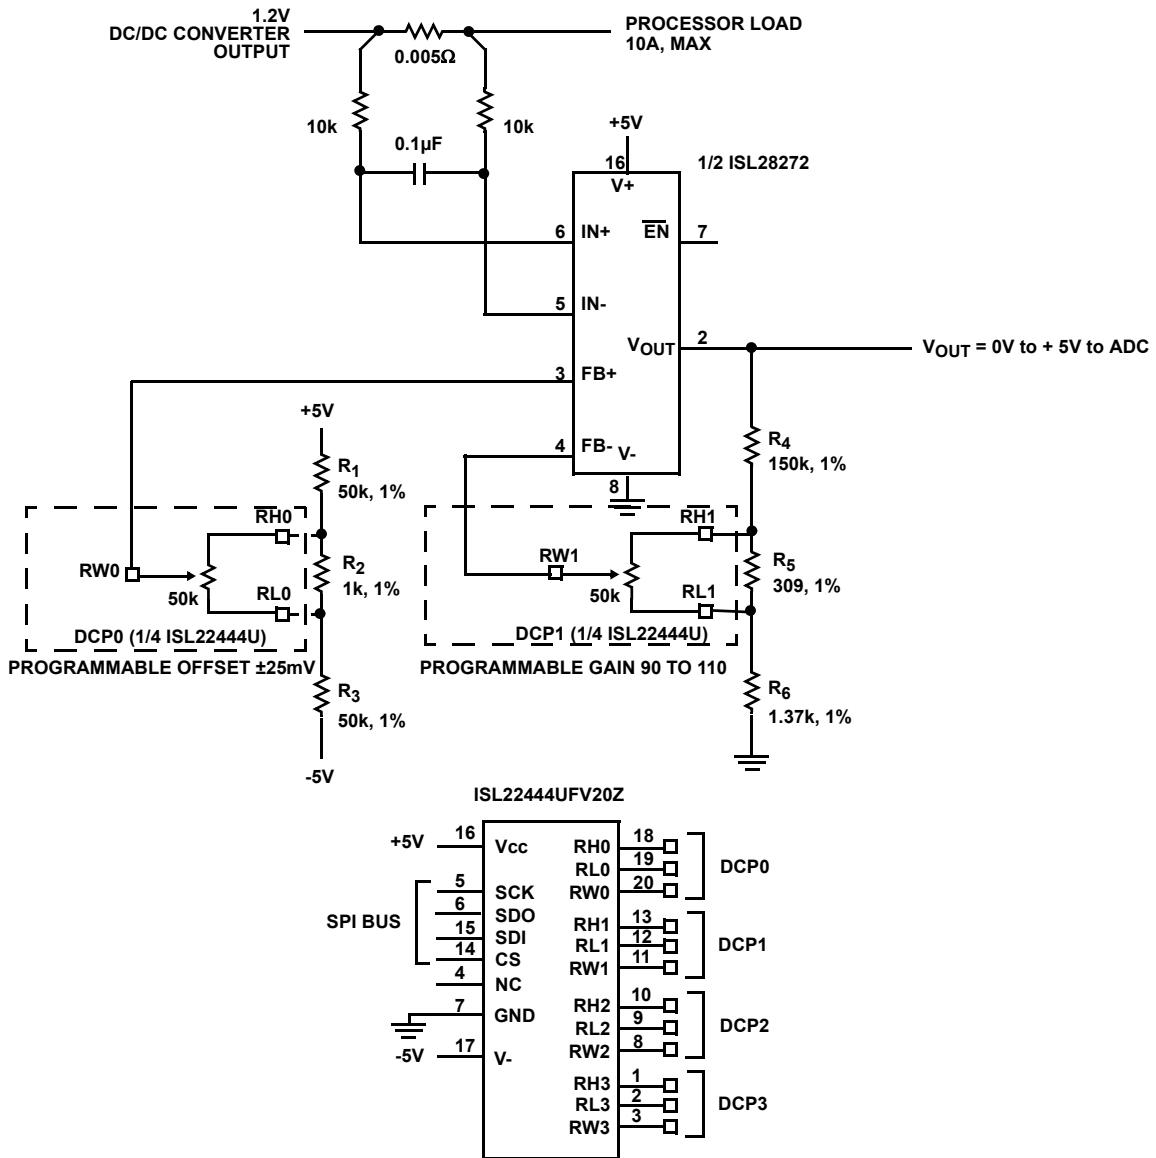 1.2V
DC/DC CONVERTER
OUTPUT
0.005Ω
PROCESSOR LOAD
10A, MAX
10k
10k
0.1µF
+5V
16
V+
1/2 ISL28272
6
IN+
EN
7
5
IN-
VOUT
2
VOUT = 0V to + 5V to ADC
3
FB+
4
FB-
V-
8
+5V
R1
50k, 1%
RH0
RW0
50k
R2
1k, 1%
RL0
DCP0 (1/4 ISL22444U)
PROGRAMMABLE OFFSET ±25mV
R3
50k, 1%
-5V
R4
150k, 1%
RH1
RW1
50k
R5
309, 1%
RL1
DCP1 (1/4 ISL22444U)
PROGRAMMABLE GAIN 90 TO 110
R6
1.37k, 1%
ISL22444UFV20Z
+5V
16
Vcc
SPI BUS
5
SCK
6
SDO
15
SDI
14
CS
4
NC
7
GND
-5V
17
V-
RH0
18
RL0
19
RW0
20
DCP0
RH1
13
RL1
12
RW1
11
DCP1
RH2
10
RL2
9
RW2
8
DCP2
RH3
1
RL3
2
RW3
3
DCP3